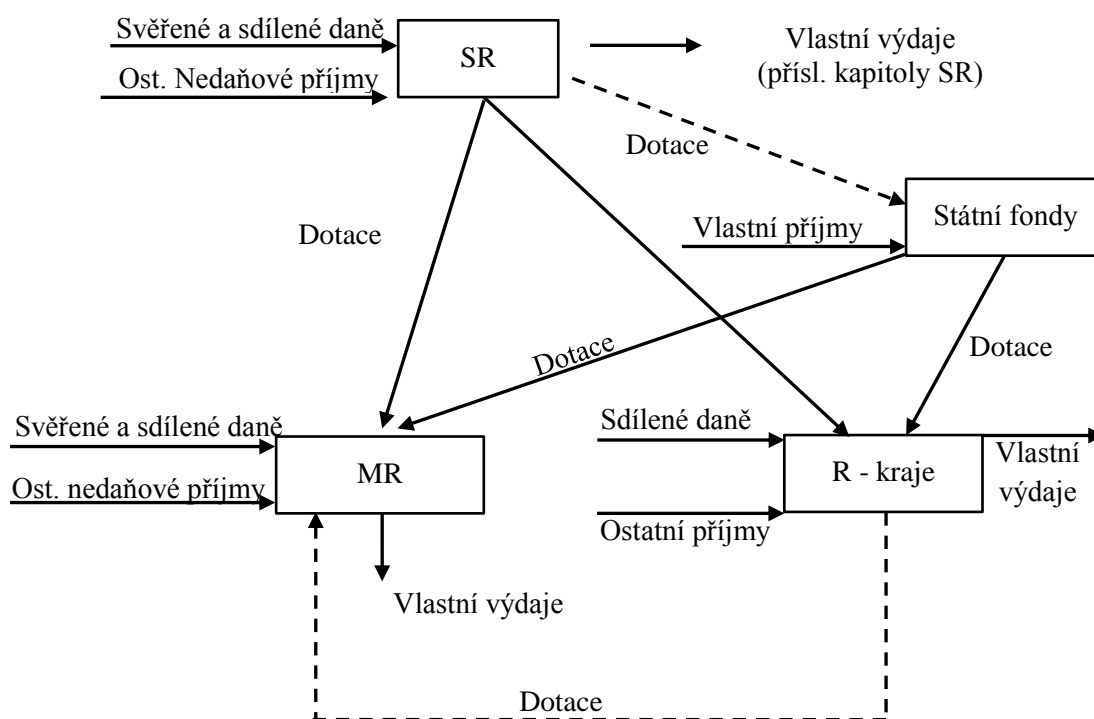 Svěřené a sdílené daně
SR
Vlastní výdaje
(přísl. kapitoly SR)
Ost. Nedaňové příjmy
Dotace
Státní fondy
Vlastní příjmy
Dotace
Dotace
Dotace
Svěřené a sdílené daně
MR
Ost. nedaňové příjmy
Sdílené daně
R - kraje
Vlastní
výdaje
Ostatní příjmy
Vlastní výdaje
Dotace